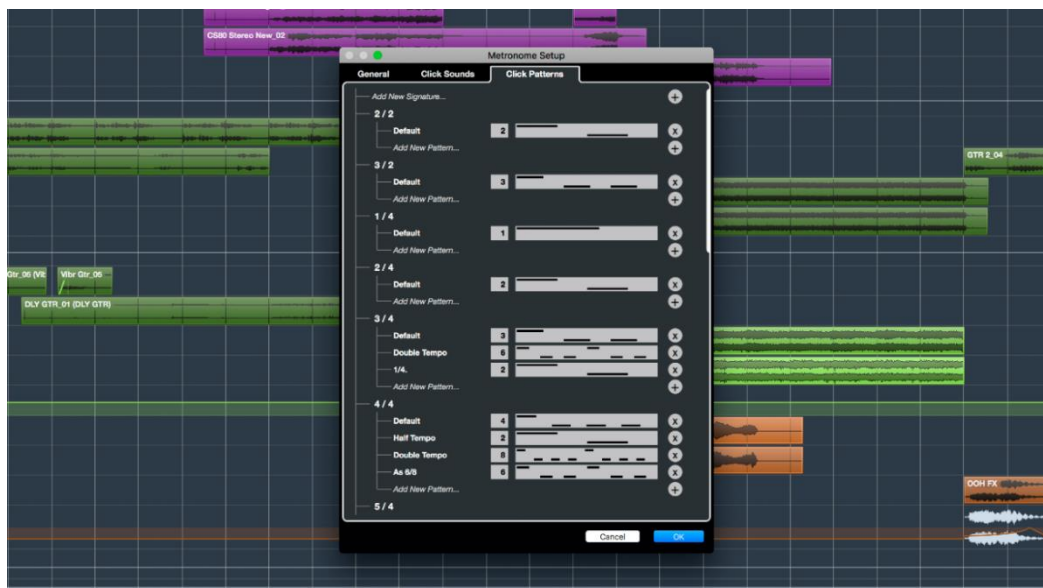 CS80 Stereo New_02
Metronome Setup
General Click Sounds Click Patterns
Add New Signature... +
2 / 2
Default 2 x
Add New Pattern... +
3 / 2
Default 3 x
Add New Pattern... +
1 / 4
Default 1 x
Add New Pattern... +
2 / 4
Default 2 x
Add New Pattern... +
3 / 4
Default 3 x
Double Tempo 6 x
1/4. 2 x
Add New Pattern... +
4 / 4
Default 4 x
Half Tempo 2 x
Double Tempo 8 x
As 6/8 6 x
Add New Pattern... +
5 / 4
Cancel OK
GTR 2_04
Gtr_06 (Vib
Vibr Gtr_05
DLY GTR_01 (DLY GTR)
OOH FX